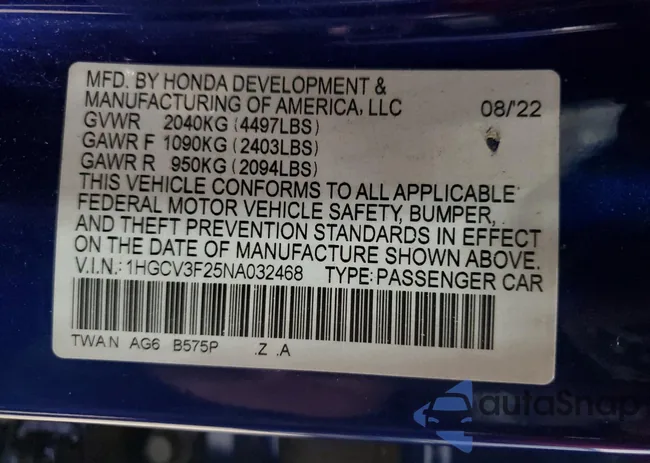 MFD. BY HONDA DEVELOPMENT &
MANUFACTURING OF AMERICA, LLC 08/'22
GVWR 2040KG (4497LBS)
GAWR F 1090KG (2403LBS)
GAWR R 950KG (2094LBS)
THIS VEHICLE CONFORMS TO ALL APPLICABLE
FEDERAL MOTOR VEHICLE SAFETY, BUMPER,
AND THEFT PREVENTION STANDARDS IN EFFECT
ON THE DATE OF MANUFACTURE SHOWN ABOVE.
V.I.N.: 1HGCV3F25NA032468 TYPE: PASSENGER CAR
TWA N AG6 B575P .Z .A
autoSnap